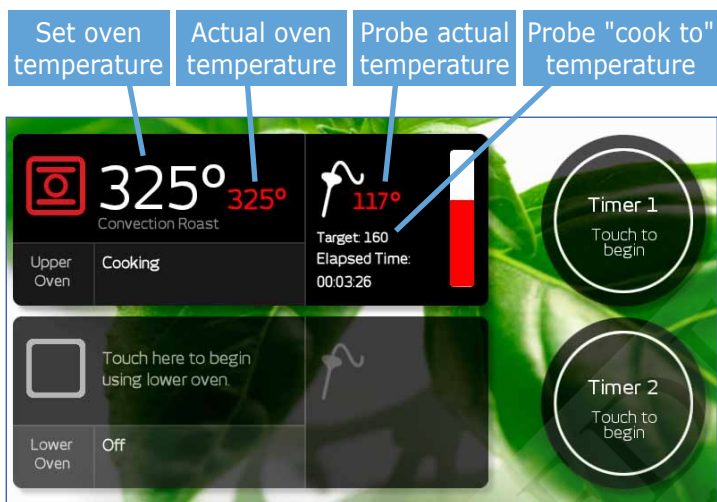 Set oven
temperature
Actual oven
temperature
Probe actual
temperature
Probe "cook to"
temperature
325°
325°
Convection Roast
Upper
Oven
Cooking
117°
Target: 160
Elapsed Time:
00:03:26
Timer 1
Touch to
begin
Touch here to begin
using lower oven.
Lower
Oven
Off
Timer 2
Touch to
begin